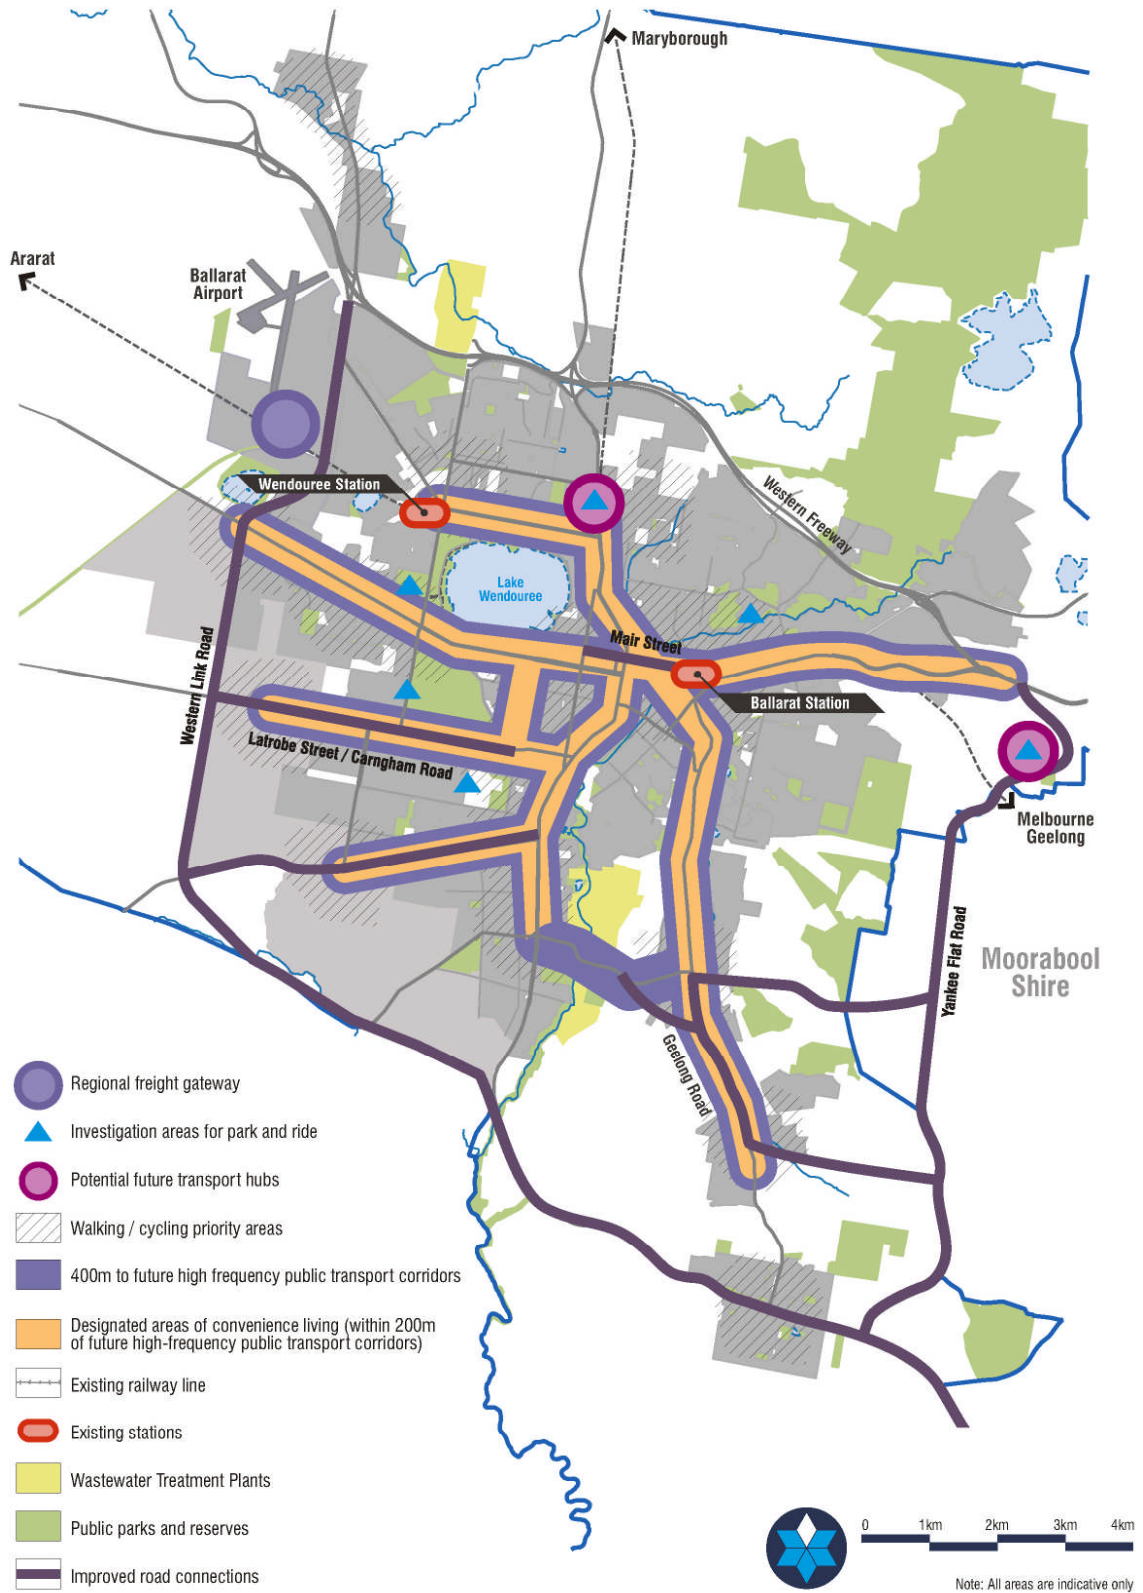 Maryborough
Ararat
Ballarat
Airport
Wendouree Station
Western Freeway
Lake
Wendouree
Mair Street
Western Link Road
Ballarat Station
Latrobe Street / Carngham Road
Melbourne
Geelong
Yankee Flat Road
Moorabool
Shire
Geelong Road
Regional freight gateway
Investigation areas for park and ride
Potential future transport hubs
Walking / cycling priority areas
400m to future high frequency public transport corridors
Designated areas of convenience living (within 200m
of future high-frequency public transport corridors)
Existing railway line
Existing stations
Wastewater Treatment Plants
Public parks and reserves
Improved road connections
0 1km 2km 3km 4km
Note: All areas are indicative only